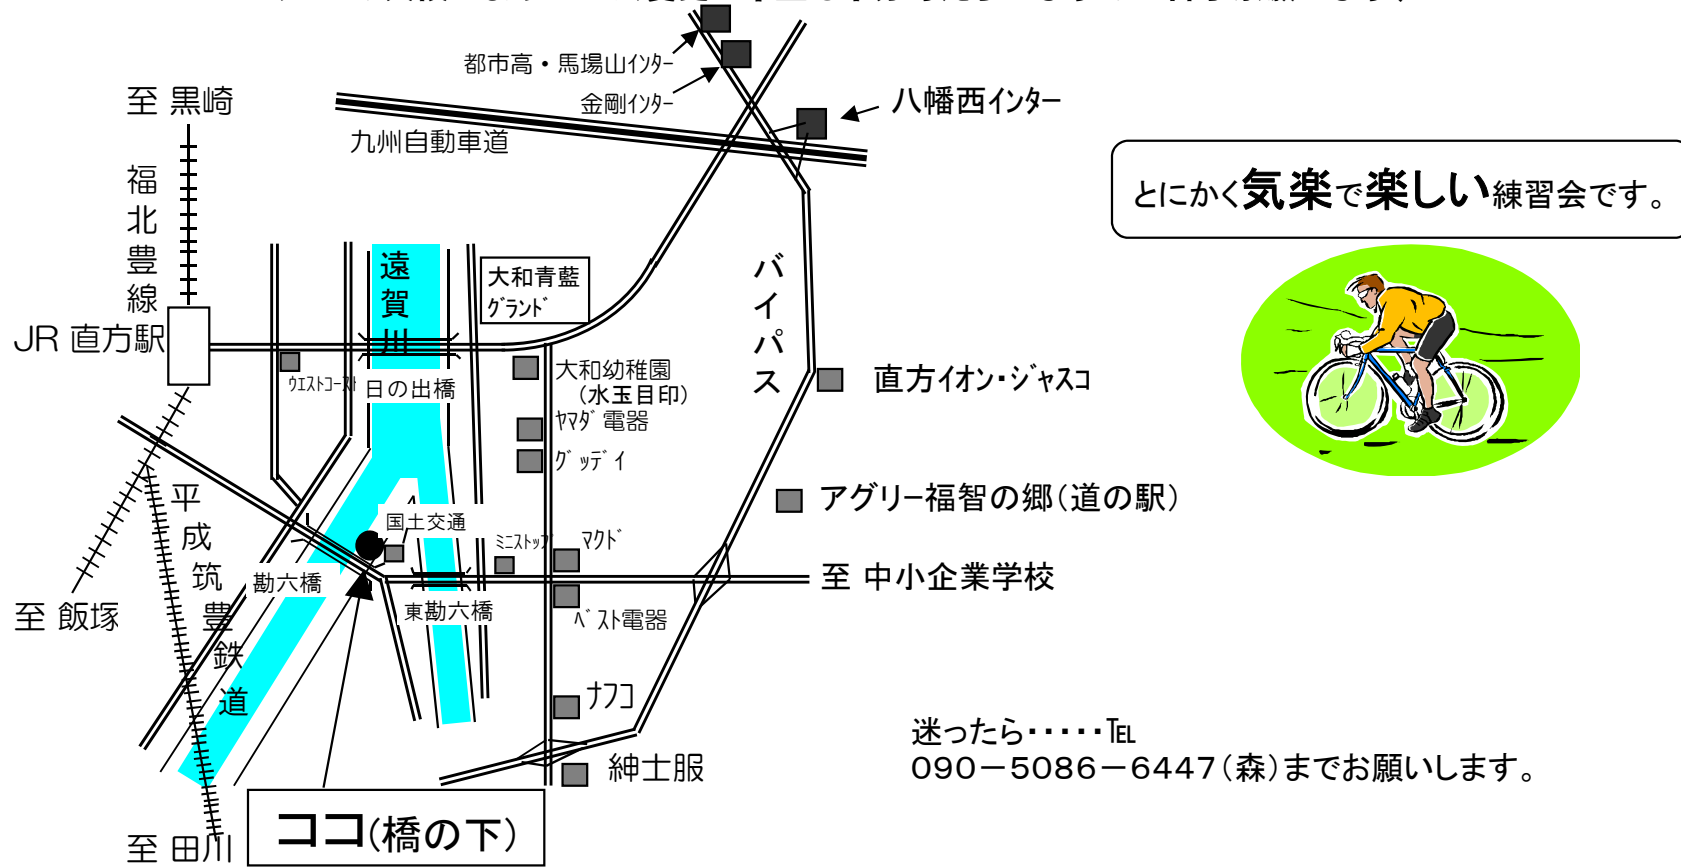 都市高・馬場山ｲﾝﾀｰ
金剛ｲﾝﾀｰ
八幡西インター
至 黒崎
九州自動車道
福北豊線
とにかく気楽で楽しい練習会です。
遠賀川
大和青藍
ｸﾞﾗﾝﾄﾞ
バイパス
JR 直方駅
ｳｴｽﾄｺｰｽﾄ
日の出橋
大和幼稚園
（水玉目印）
ﾔﾏﾀﾞ電器
ｸﾞｯﾃﾞｲ
直方イオン・ジャスコ
アグリー福智の郷（道の駅）
平成筑豊鉄道
国土交通
ﾐﾆｽﾄｯﾌﾟ
ﾏｸﾄﾞ
至 中小企業学校
勘六橋
東勘六橋
ﾍﾞｽﾄ電器
至 飯塚
ナフコ
紳士服
迷ったら・・・・・℡
０９０－５０８６－６４４７（森）までお願いします。
ココ（橋の下）
至 田川